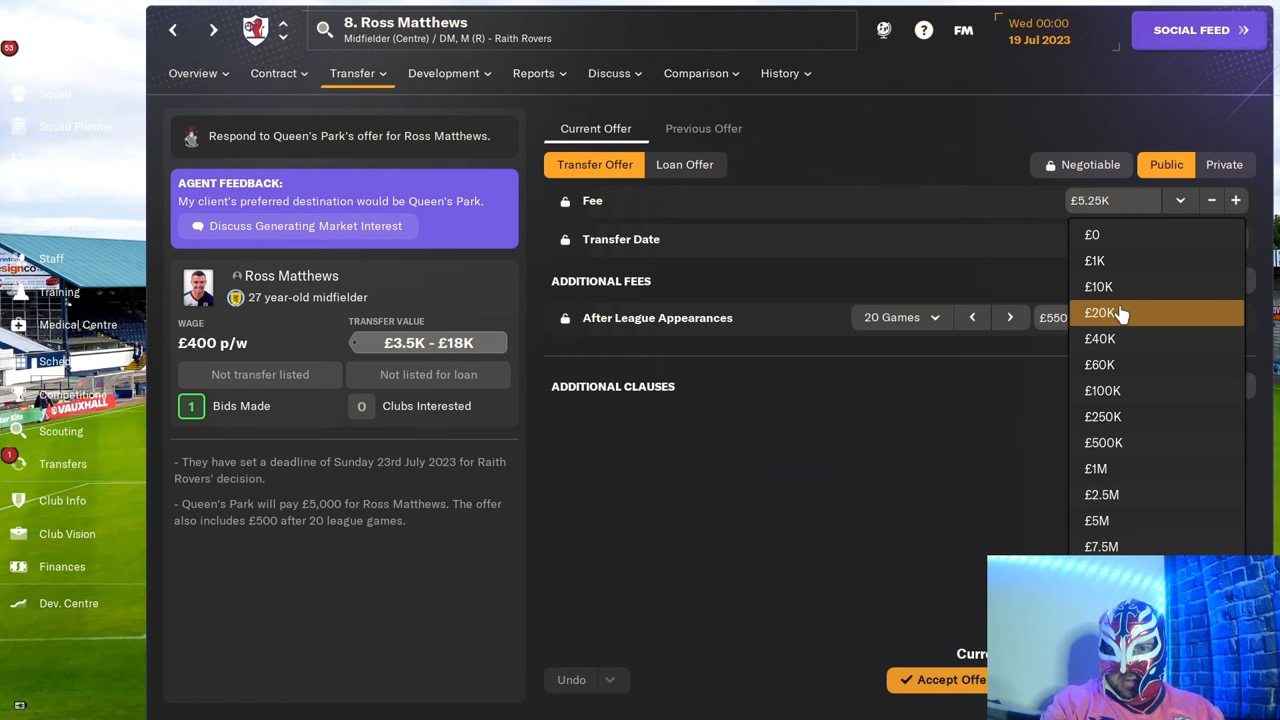 8. Ross Matthews
Midfielder (Centre) / DM, M (R) - Raith Rovers
?
FM
Wed 00:00
19 Jul 2023
SOCIAL FEED
53
Overview
Contract
Transfer
Development
Reports
Discuss
Comparison
History
Squad
Squad Planner
Staff
Training
Medical Centre
Sched
Competitions
Scouting
1
Transfers
Club Info
Club Vision
Finances
Dev. Centre
VAUXHALL
Respond to Queen's Park's offer for Ross Matthews.
AGENT FEEDBACK:
My client's preferred destination would be Queen's Park.
Discuss Generating Market Interest
Ross Matthews
27 year-old midfielder
WAGE
TRANSFER VALUE
£400 p/w
£3.5K - £18K
Not transfer listed
Not listed for loan
1 Bids Made
0 Clubs Interested
- They have set a deadline of Sunday 23rd July 2023 for Raith
Rovers' decision.
- Queen's Park will pay £5,000 for Ross Matthews. The offer
also includes £500 after 20 league games.
Current Offer
Previous Offer
Transfer Offer
Loan Offer
Negotiable
Public
Private
Fee
£5.25K
Transfer Date
ADDITIONAL FEES
After League Appearances
20 Games
£550
ADDITIONAL CLAUSES
£0
£1K
£10K
£20K
£40K
£60K
£100K
£250K
£500K
£1M
£2.5M
£5M
£7.5M
Undo
Curre
Accept Offe